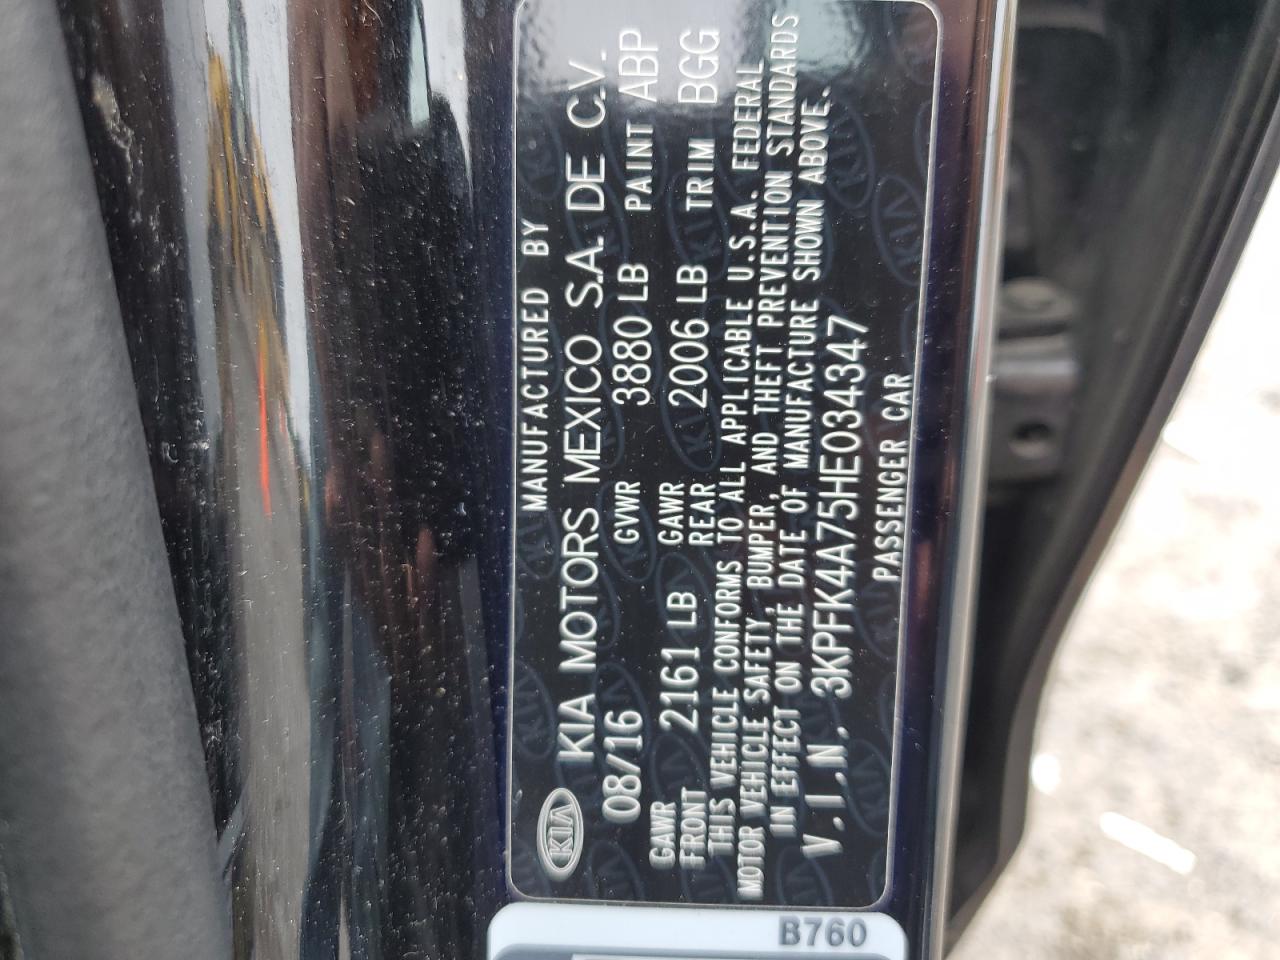 KIA
MANUFACTURED BY
KIA MOTORS MEXICO S.A. DE C.V.
08/16 GVWR 3880 LB PAINT ABP
GAWR FRONT 2161 LB GAWR REAR 2006 LB TRIM BGG
THIS VEHICLE CONFORMS TO ALL APPLICABLE U.S.A. FEDERAL
MOTOR VEHICLE SAFETY, BUMPER, AND THEFT PREVENTION STANDARDS
IN EFFECT ON THE DATE OF MANUFACTURE SHOWN ABOVE.
V.I.N. 3KPFK4A75HE034347
PASSENGER CAR
B760